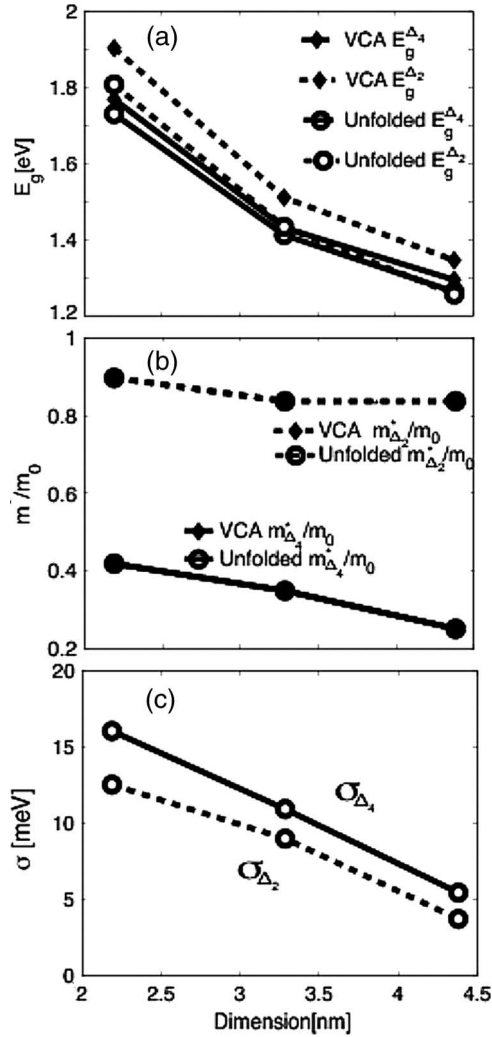 (a)
VCA E_g^{Δ4}
VCA E_g^{Δ2}
Unfolded E_g^{Δ4}
Unfolded E_g^{Δ2}
E_g[eV]
2
1.8
1.6
1.4
1.2
(b)
VCA m*_{Δ2}/m_0
Unfolded m*_{Δ2}/m_0
VCA m*_{Δ4}/m_0
Unfolded m*_{Δ4}/m_0
m*/m_0
1
0.8
0.6
0.4
0.2
(c)
σ_{Δ4}
σ_{Δ2}
σ [meV]
20
15
10
5
0
2 2.5 3 3.5 4 4.5
Dimension[nm]